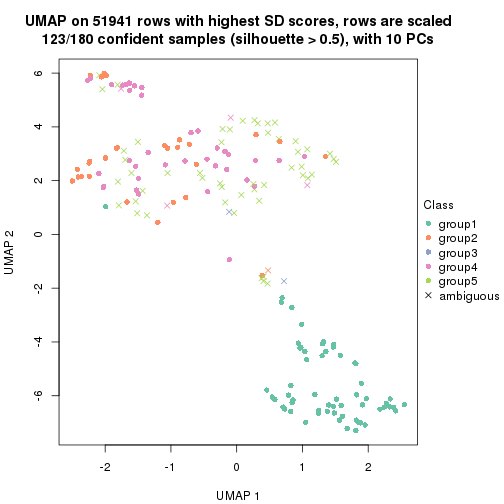 UMAP on 51941 rows with highest SD scores, rows are scaled
123/180 confident samples (silhouette > 0.5), with 10 PCs
6
4
2
0
-2
-4
-6
UMAP 2
-2
-1
0
1
2
UMAP 1
Class
group1
group2
group3
group4
group5
ambiguous